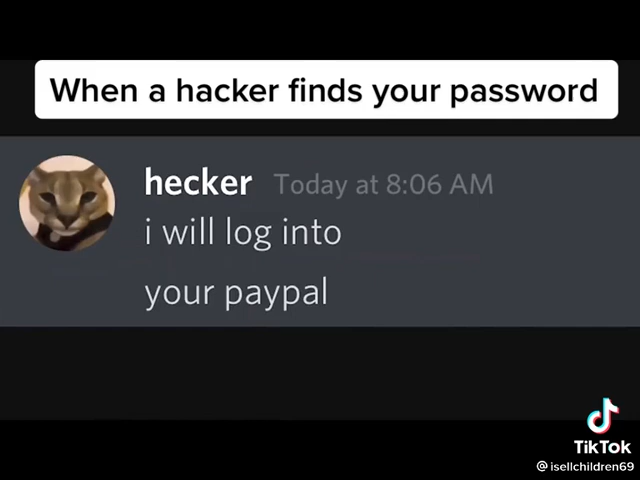 When a hacker finds your password
hecker Today at 8:06 AM
i will log into
your paypal
TikTok
@isellchildren69